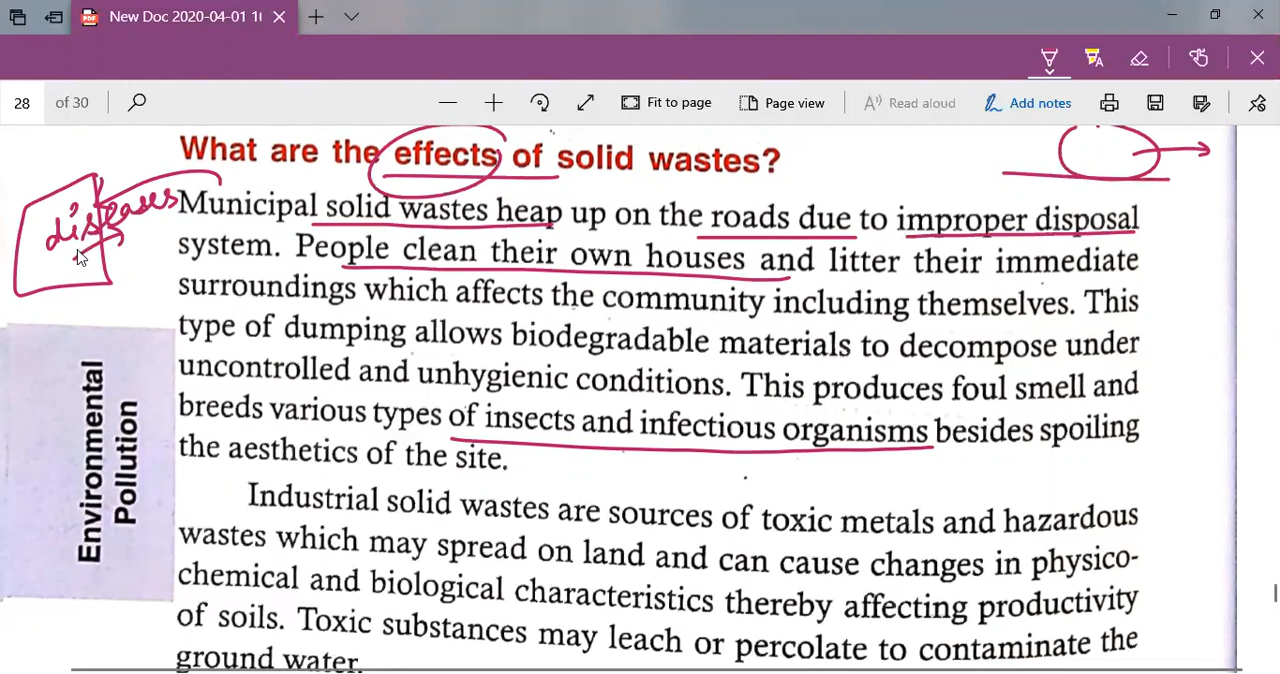 New Doc 2020-04-01 1
28 of 30
Fit to page
Page view
Read aloud
Add notes
What are the effects of solid wastes?
diseases
Municipal solid wastes heap up on the roads due to improper disposal
system. People clean their own houses and litter their immediate
surroundings which affects the community including themselves. This
type of dumping allows biodegradable materials to decompose under
uncontrolled and unhygienic conditions. This produces foul smell and
breeds various types of insects and infectious organisms besides spoiling
the aesthetics of the site.
Environmental
Pollution
Industrial solid wastes are sources of toxic metals and hazardous
wastes which may spread on land and can cause changes in physico-
chemical and biological characteristics thereby affecting productivity
of soils. Toxic substances may leach or percolate to contaminate the
ground water.